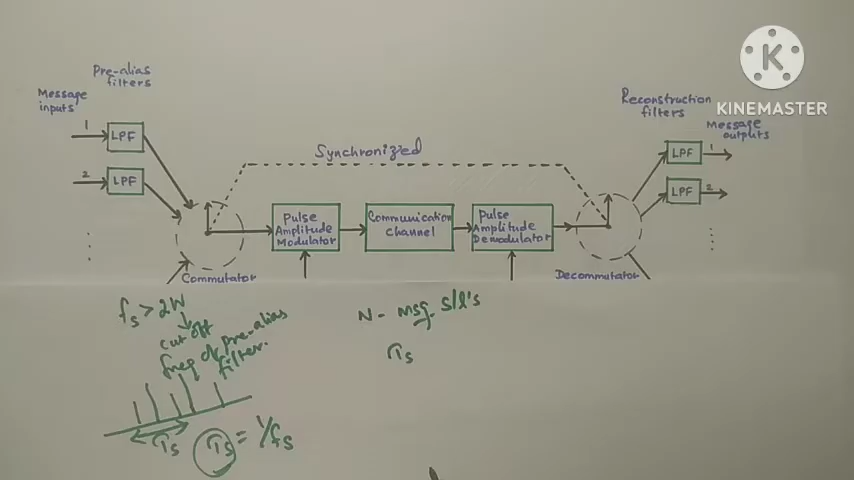 K
KINEMASTER
Message
inputs
Pre-alias
filters
1
LPF
2
LPF
Synchronized
Pulse
Amplitude
Modulator
Communication
Channel
Pulse
Amplitude
Demodulator
Commutator
Decommutator
Reconstruction
filters
Message
outputs
LPF
1
LPF
2
fs > 2W
cut off
freq of pre-alias
filter.
Ts
Ts = 1/fs
N - msg. s/l's
Ts